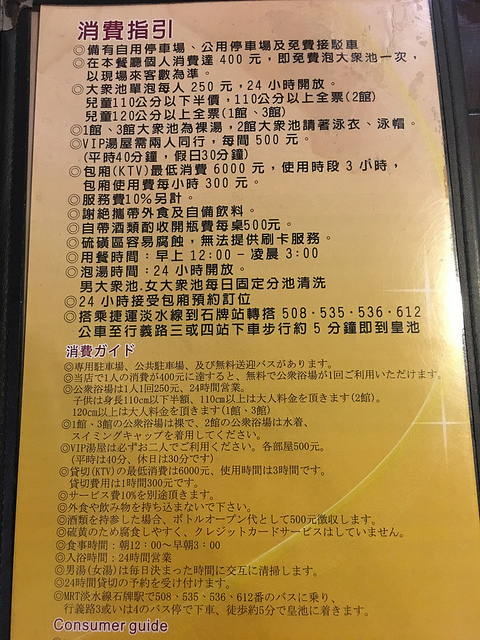 消費指引
◎備有自用停車場、公用停車場及免費接駁車
◎在本餐廳個人消費達 400 元，即免費泡大眾池一次，
以現場來客數為準。
◎大眾池單泡每人 250 元，24 小時開放。
兒童110公分以下半價，110公分以上全票(2館)
兒童120公分以上全票(1館、3館)
◎1館、3館大眾池為裸湯，2館大眾池請著泳衣、泳帽。
◎VIP湯屋需兩人同行，每間 500 元。
(平時40分鐘，假日30分鐘)
◎包廂(KTV)最低消費 6000 元，使用時段 3 小時，
包廂使用費每小時 300 元。
◎服務費10%另計。
◎謝絕攜帶外食及自備飲料。
◎自帶酒類酌收開瓶費每桌500元。
◎硫磺區容易腐蝕，無法提供刷卡服務。
◎用餐時間：早上 12:00 - 凌晨 3:00
◎泡湯時間：24 小時開放。
男大眾池.女大眾池每日固定分池清洗
◎24 小時接受包廂預約訂位
◎搭乘捷運淡水線到石牌站轉搭 508·535·536·612
公車至行義路三或四站下車步行約 5 分鐘即到皇池
消費ガイド
◎専用駐車場、公共駐車場、及び無料送迎バスがあります。
◎当店で1人の消費が400元に達すると、無料で公衆浴場が1回ご利用いただけます。
◎公衆浴場は1人1回250元、24時間営業。
子供は身長110cm以下半額、110cm以上は大人料金を頂きます(2館)。
120cm以上は大人料金を頂きます(1館、3館)
◎1館、3館の公衆浴場は裸で、2館の公衆浴場は水着、
スイミングキャップを着用してください。
◎VIP湯屋は必ずお二人でご利用ください。各部屋500元。
(平時は40分、休日は30分です)
◎貸切(KTV)の最低消費は6000元、使用時間は3時間です。
貸切費用は1時間300元です。
◎サービス費10%を別途頂きます。
◎外食や飲み物を持ち込まないで下さい。
◎酒類を持参した場合、ボトルオープン代として500元徴収します。
◎硫黄のため腐食しやすく、クレジットカードサービスはしていません。
◎食事時間：朝12：00～早朝3：00
◎入浴時間：24時間営業
◎男湯(女湯)は毎日決まった時間に交互に清掃します。
◎24時間貸切の予約を受け付けます。
◎MRT淡水線石牌駅で508、535、536、612番のバスに乗り、
行義路3或いは4のバス停で下車、徒歩約5分で皇池に着きます。
Consumer guide